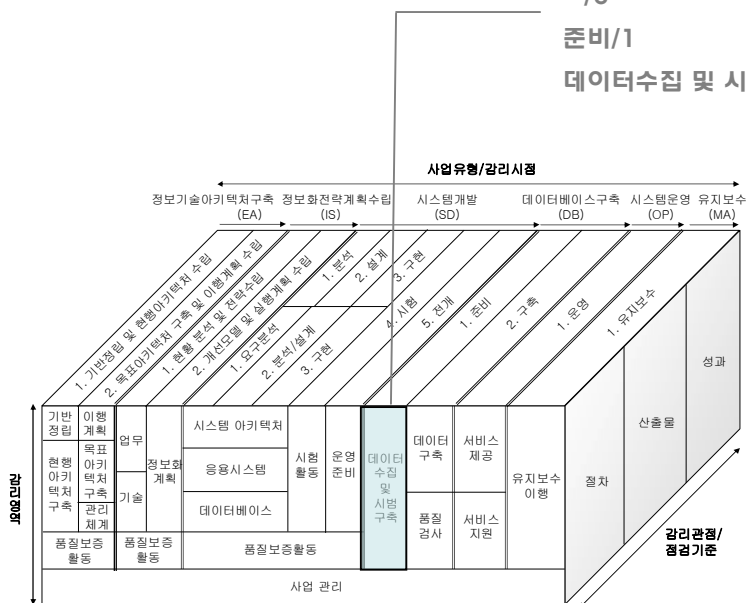 준비/1
데이터수집 및 시
사업유형/감리시점
정보기술아키텍처구축
(EA)
정보화전략계획수립
(IS)
시스템개발
(SD)
데이터베이스구축
(DB)
시스템운영
(OP)
유지보수
(MA)
1. 기반정립 및 현행아키텍처 수립
2. 목표아키텍처 구축 및 이행계획 수립
1. 현황 분석 및 전략수립
2. 개선모델 및 실행계획 수립
1. 분석
2. 설계
3. 구현
1. 요구분석
2. 분석/설계
3. 구현
4. 시험
5. 전개
1. 준비
2. 구축
1. 운영
1. 유지보수
감리영역
기반
정립
이행
계획
현행
아키
텍처
구축
목표
아키
텍처
구축
관리
체계
품질보증
활동
업무
기술
정보화
계획
품질보증
활동
시스템 아키텍처
응용시스템
데이터베이스
시험
활동
운영
준비
품질보증활동
데이터
수집
및
시범
구축
데이터
구축
품질
검사
서비스
제공
서비스
지원
유지보수
이행
사업 관리
절차
산출물
성과
감리관점/
점검기준